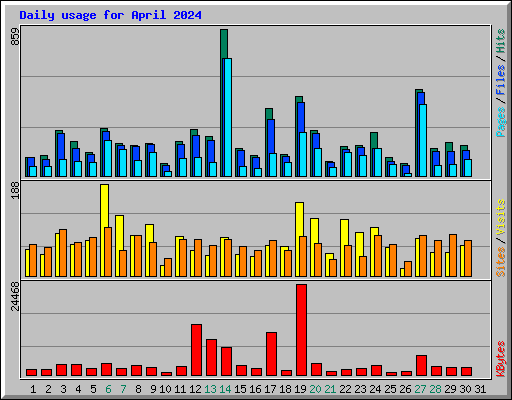 Daily usage for April 2024
859
Pages / Files / Hits
188
Sites / Visits
24468
KBytes
1 2 3 4 5 6 7 8 9 10 11 12 13 14 15 16 17 18 19 20 21 22 23 24 25 26 27 28 29 30 31